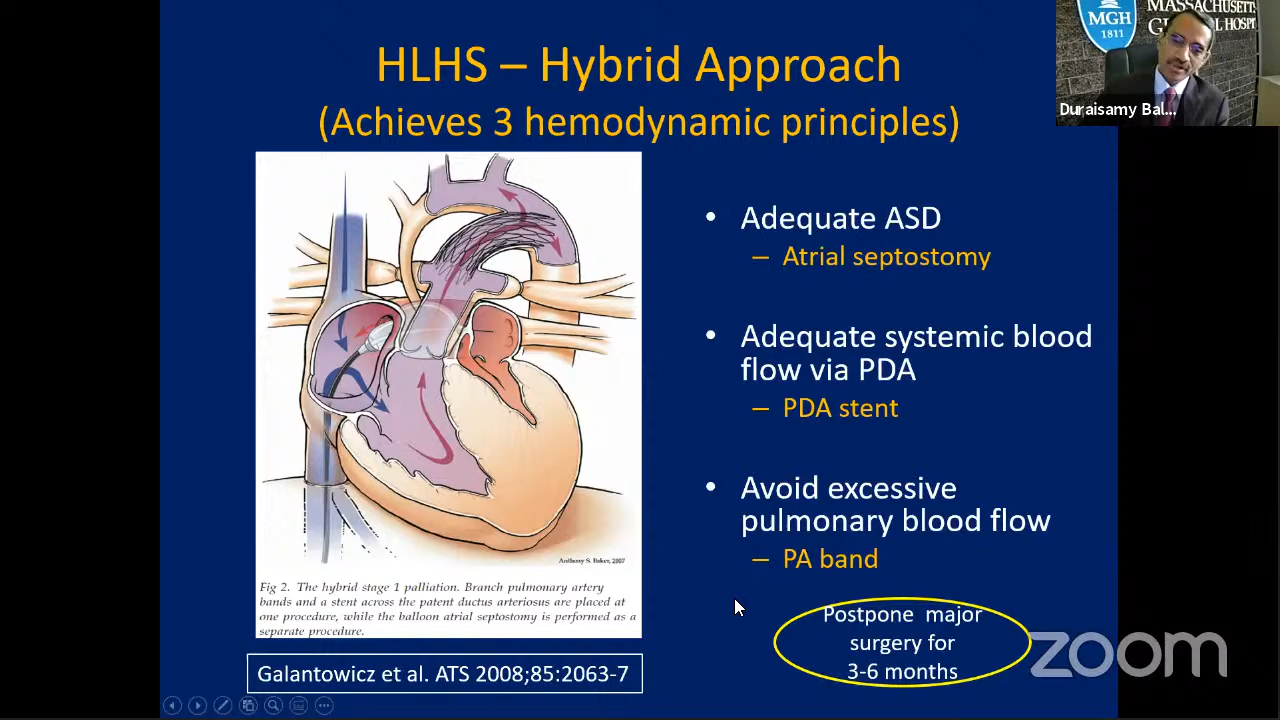 HLHS – Hybrid Approach
(Achieves 3 hemodynamic principles)
MGH
1811
MASSACHUSETTS
Duraisamy Bal...
• Adequate ASD
– Atrial septostomy
• Adequate systemic blood
flow via PDA
– PDA stent
• Avoid excessive
pulmonary blood flow
– PA band
Postpone major
surgery for
3-6 months
Anthony S. Baker, 2007
Fig 2. The hybrid stage 1 palliation. Branch pulmonary artery
bands and a stent across the patent ductus arteriosus are placed at
one procedure, while the balloon atrial septostomy is performed as a
separate procedure.
Galantowicz et al. ATS 2008;85:2063-7
zoom